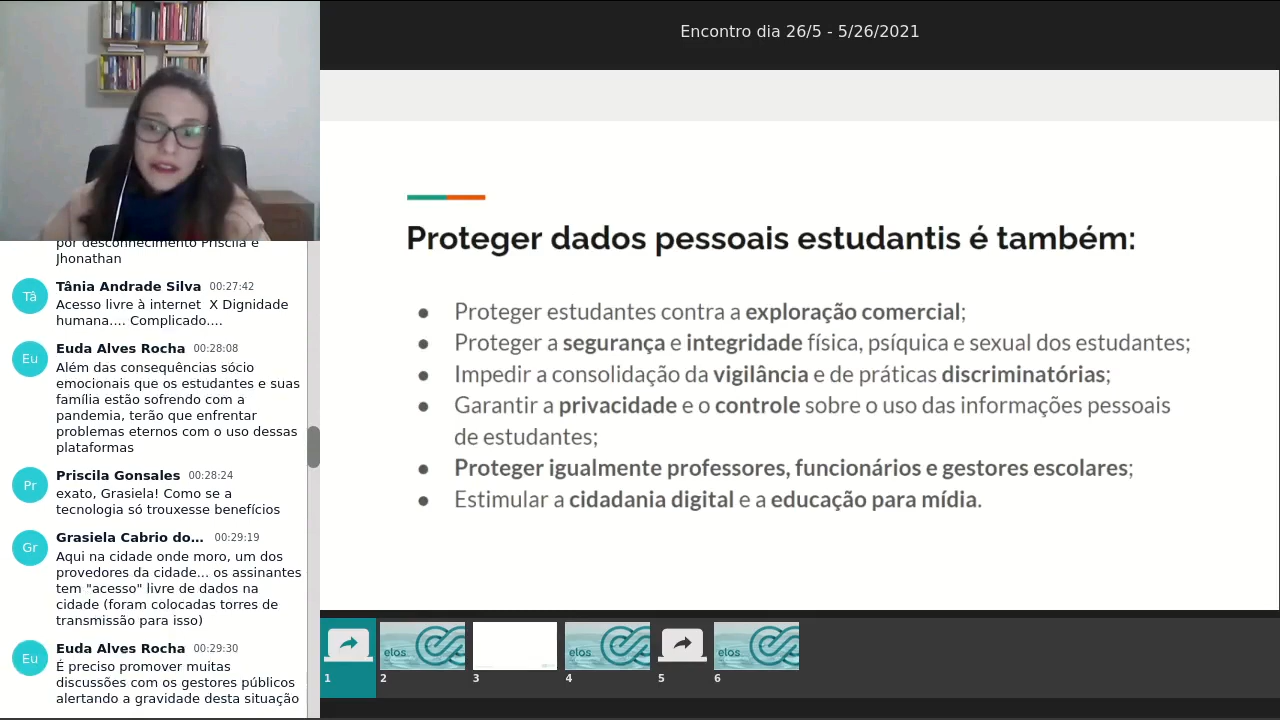 Encontro dia 26/5 - 5/26/2021
Proteger dados pessoais estudantis é também:
● Proteger estudantes contra a exploração comercial;
● Proteger a segurança e integridade física, psíquica e sexual dos estudantes;
● Impedir a consolidação da vigilância e de práticas discriminatórias;
● Garantir a privacidade e o controle sobre o uso das informações pessoais
de estudantes;
● Proteger igualmente professores, funcionários e gestores escolares;
● Estimular a cidadania digital e a educação para mídia.
por desconhecimento Priscila e
Jhonathan
Tâ
Tânia Andrade Silva 00:27:42
Acesso livre à internet X Dignidade
humana.... Complicado....
Eu
Euda Alves Rocha 00:28:08
Além das consequências sócio
emocionais que os estudantes e suas
família estão sofrendo com a
pandemia, terão que enfrentar
problemas eternos com o uso dessas
plataformas
Pr
Priscila Gonsales 00:28:24
exato, Grasiela! Como se a
tecnologia só trouxesse benefícios
Gr
Grasiela Cabrio do... 00:29:19
Aqui na cidade onde moro, um dos
provedores da cidade... os assinantes
tem "acesso" livre de dados na
cidade (foram colocadas torres de
transmissão para isso)
Eu
Euda Alves Rocha 00:29:30
É preciso promover muitas
discussões com os gestores públicos
alertando a gravidade desta situação
elos
elos
elos
1 2 3 4 5 6